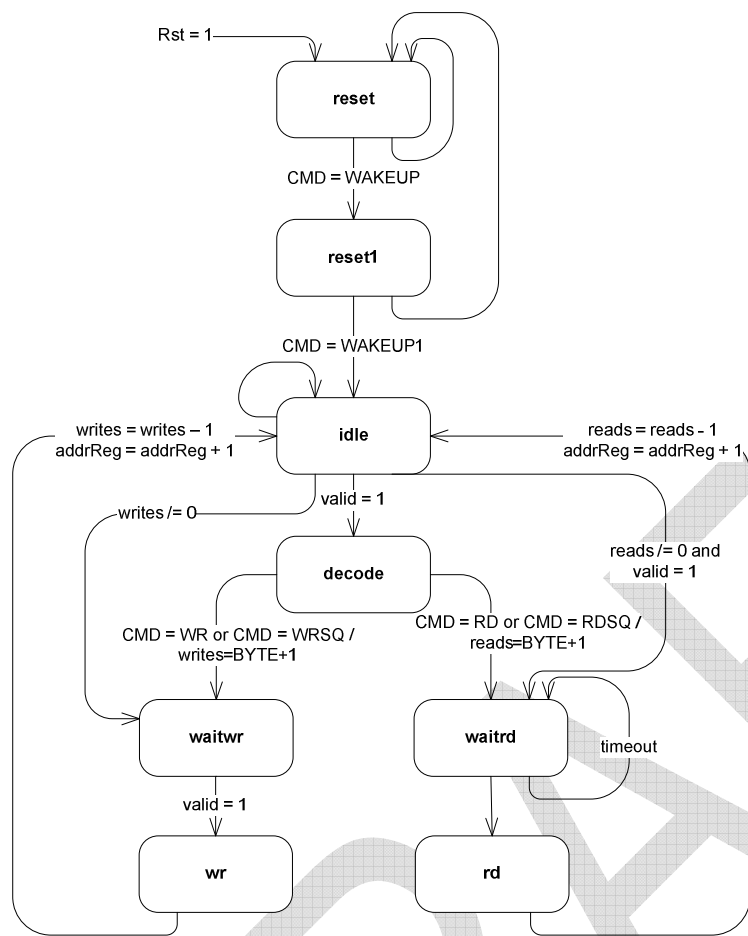 Rst = 1
reset
CMD = WAKEUP
reset1
CMD = WAKEUP1
writes = writes – 1
addrReg = addrReg + 1
idle
reads = reads - 1
addrReg = addrReg + 1
writes /= 0
valid = 1
reads /= 0 and
valid = 1
decode
CMD = WR or CMD = WRSQ /
writes=BYTE+1
CMD = RD or CMD = RDSQ /
reads=BYTE+1
waitwr
waitrd
timeout
valid = 1
wr
rd